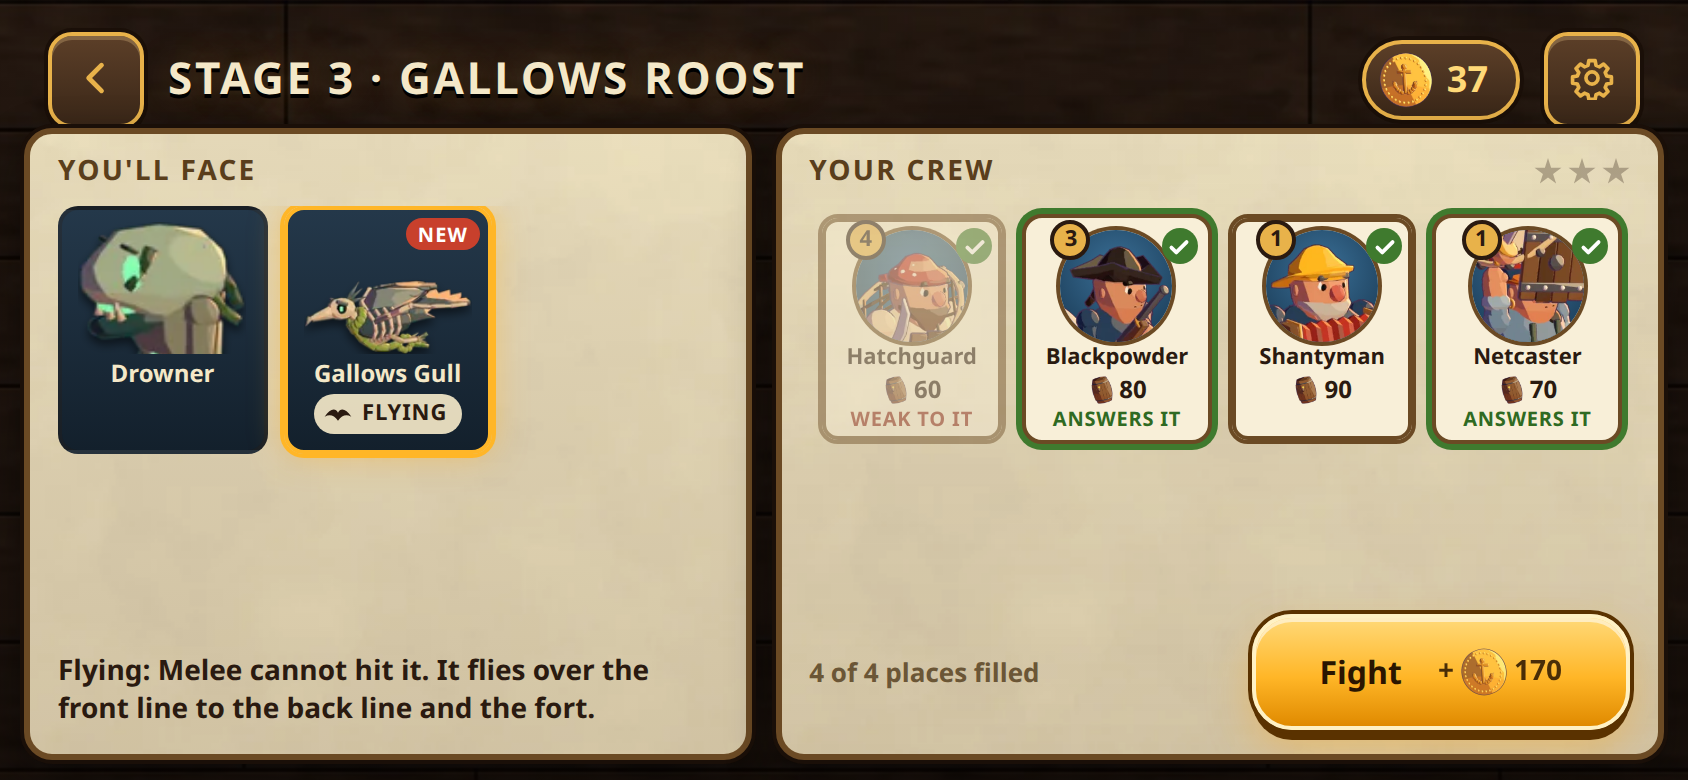 STAGE 3 · GALLOWS ROOST
37
YOU'LL FACE
NEW
Drowner
Gallows Gull
FLYING
Flying: Melee cannot hit it. It flies over the
front line to the back line and the fort.
YOUR CREW
4
Hatchguard
60
WEAK TO IT
3
Blackpowder
80
ANSWERS IT
1
Shantyman
90
1
Netcaster
70
ANSWERS IT
4 of 4 places filled
Fight + 170